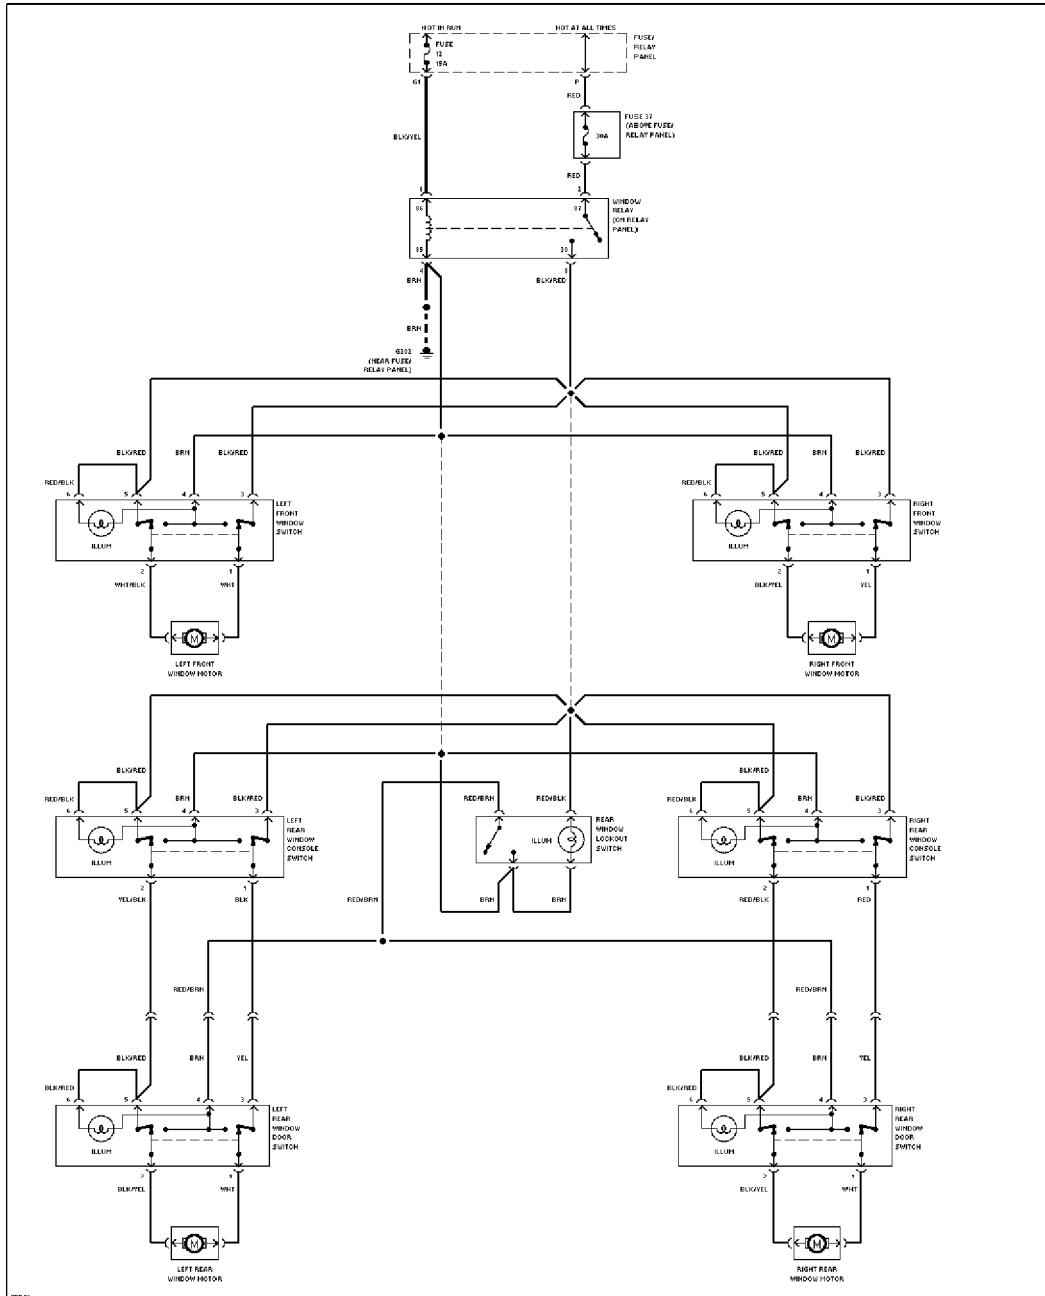 HOT IN RUN
HOT AT ALL TIMES
FUSE
12
15A
FUSE/
RELAY
PANEL
G1
P
RED
BLK/YEL
30A
FUSE 37
(ABOVE FUSE/
RELAY PANEL)
RED
2
86
87
WINDOW
RELAY
(ON RELAY
PANEL)
85
30
4
8
BRN
BLK/RED
BRN
G202
(NEAR FUSE/
RELAY PANEL)
BLK/RED
BRN
BLK/RED
BLK/RED
BRN
BLK/RED
RED/BLK
RED/BLK
6
5
4
3
6
5
4
3
LEFT
FRONT
WINDOW
SWITCH
RIGHT
FRONT
WINDOW
SWITCH
ILLUM
ILLUM
2
1
2
1
WHT/BLK
WHT
BLK/YEL
YEL
M
M
LEFT FRONT
WINDOW MOTOR
RIGHT FRONT
WINDOW MOTOR
BLK/RED
BLK/RED
RED/BLK
BRN
BLK/RED
RED/BRN
RED/BLK
RED/BLK
BRN
BLK/RED
6
5
4
3
6
5
4
3
LEFT
REAR
WINDOW
CONSOLE
SWITCH
REAR
WINDOW
LOCKOUT
SWITCH
RIGHT
REAR
WINDOW
CONSOLE
SWITCH
ILLUM
ILLUM
ILLUM
2
1
2
1
YEL/BLK
BLK
RED/BRN
BRN
BRN
RED/BLK
RED
RED/BRN
RED/BRN
BLK/RED
BRN
YEL
BLK/RED
BRN
YEL
BLK/RED
BLK/RED
6
5
4
3
6
5
4
3
LEFT
REAR
WINDOW
DOOR
SWITCH
RIGHT
REAR
WINDOW
DOOR
SWITCH
ILLUM
ILLUM
2
1
2
1
BLK/YEL
WHT
BLK/YEL
WHT
M
M
LEFT REAR
WINDOW MOTOR
RIGHT REAR
WINDOW MOTOR